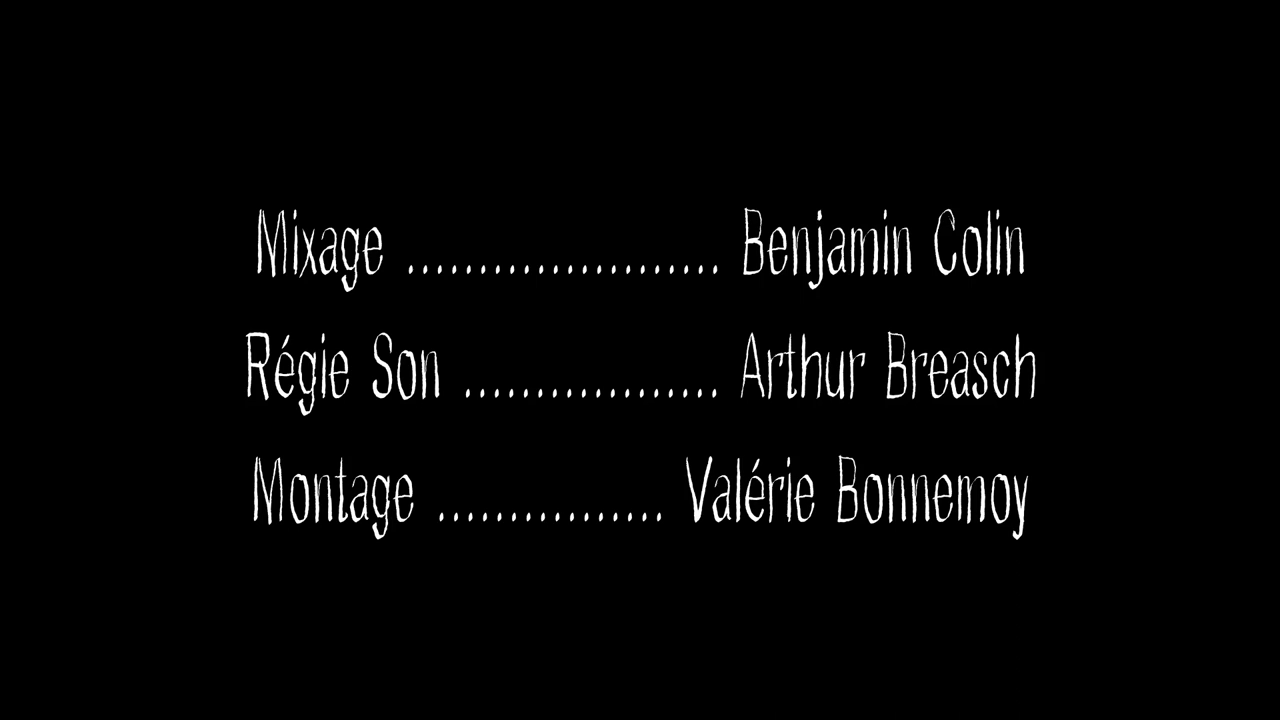 Mixage ...................... Benjamin Colin
Régie Son .................. Arthur Breasch
Montage ................ Valérie Bonnemoy